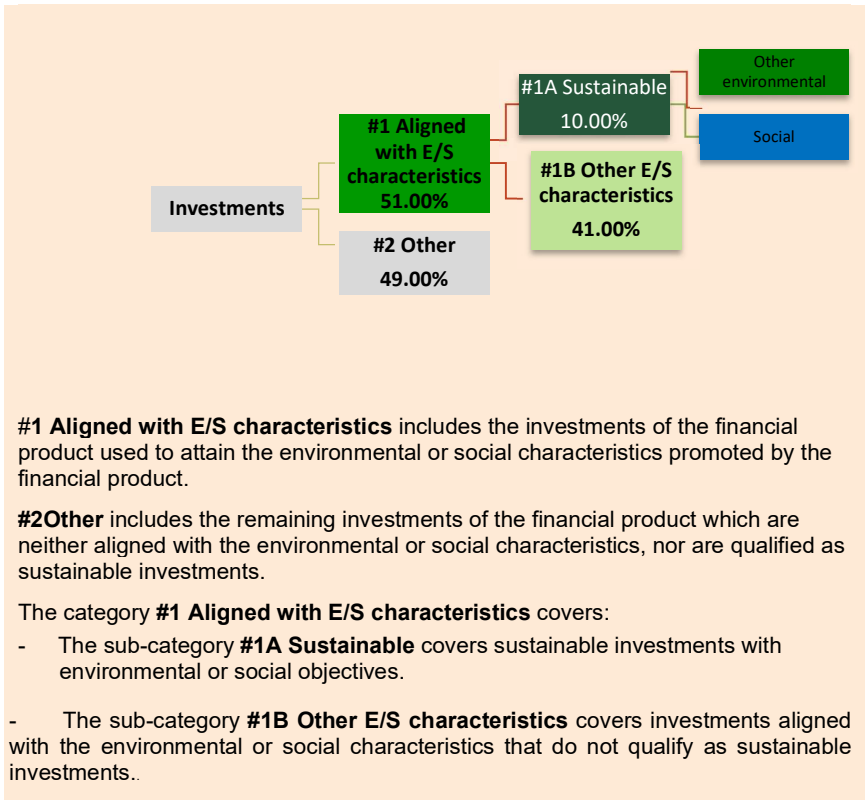 Other
environmental
#1A Sustainable
10.00%
Social
#1 Aligned
with E/S
characteristics
51.00%
#1B Other E/S
characteristics
41.00%
Investments
#2 Other
49.00%
#1 Aligned with E/S characteristics includes the investments of the financial
product used to attain the environmental or social characteristics promoted by the
financial product.
#2Other includes the remaining investments of the financial product which are
neither aligned with the environmental or social characteristics, nor are qualified as
sustainable investments.
The category #1 Aligned with E/S characteristics covers:
- The sub-category #1A Sustainable covers sustainable investments with
environmental or social objectives.
- The sub-category #1B Other E/S characteristics covers investments aligned
with the environmental or social characteristics that do not qualify as sustainable
investments..